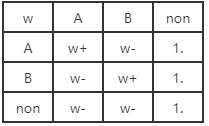 w A B non
A w+ w- 1.
B w- w+ 1.
non w- w- 1.